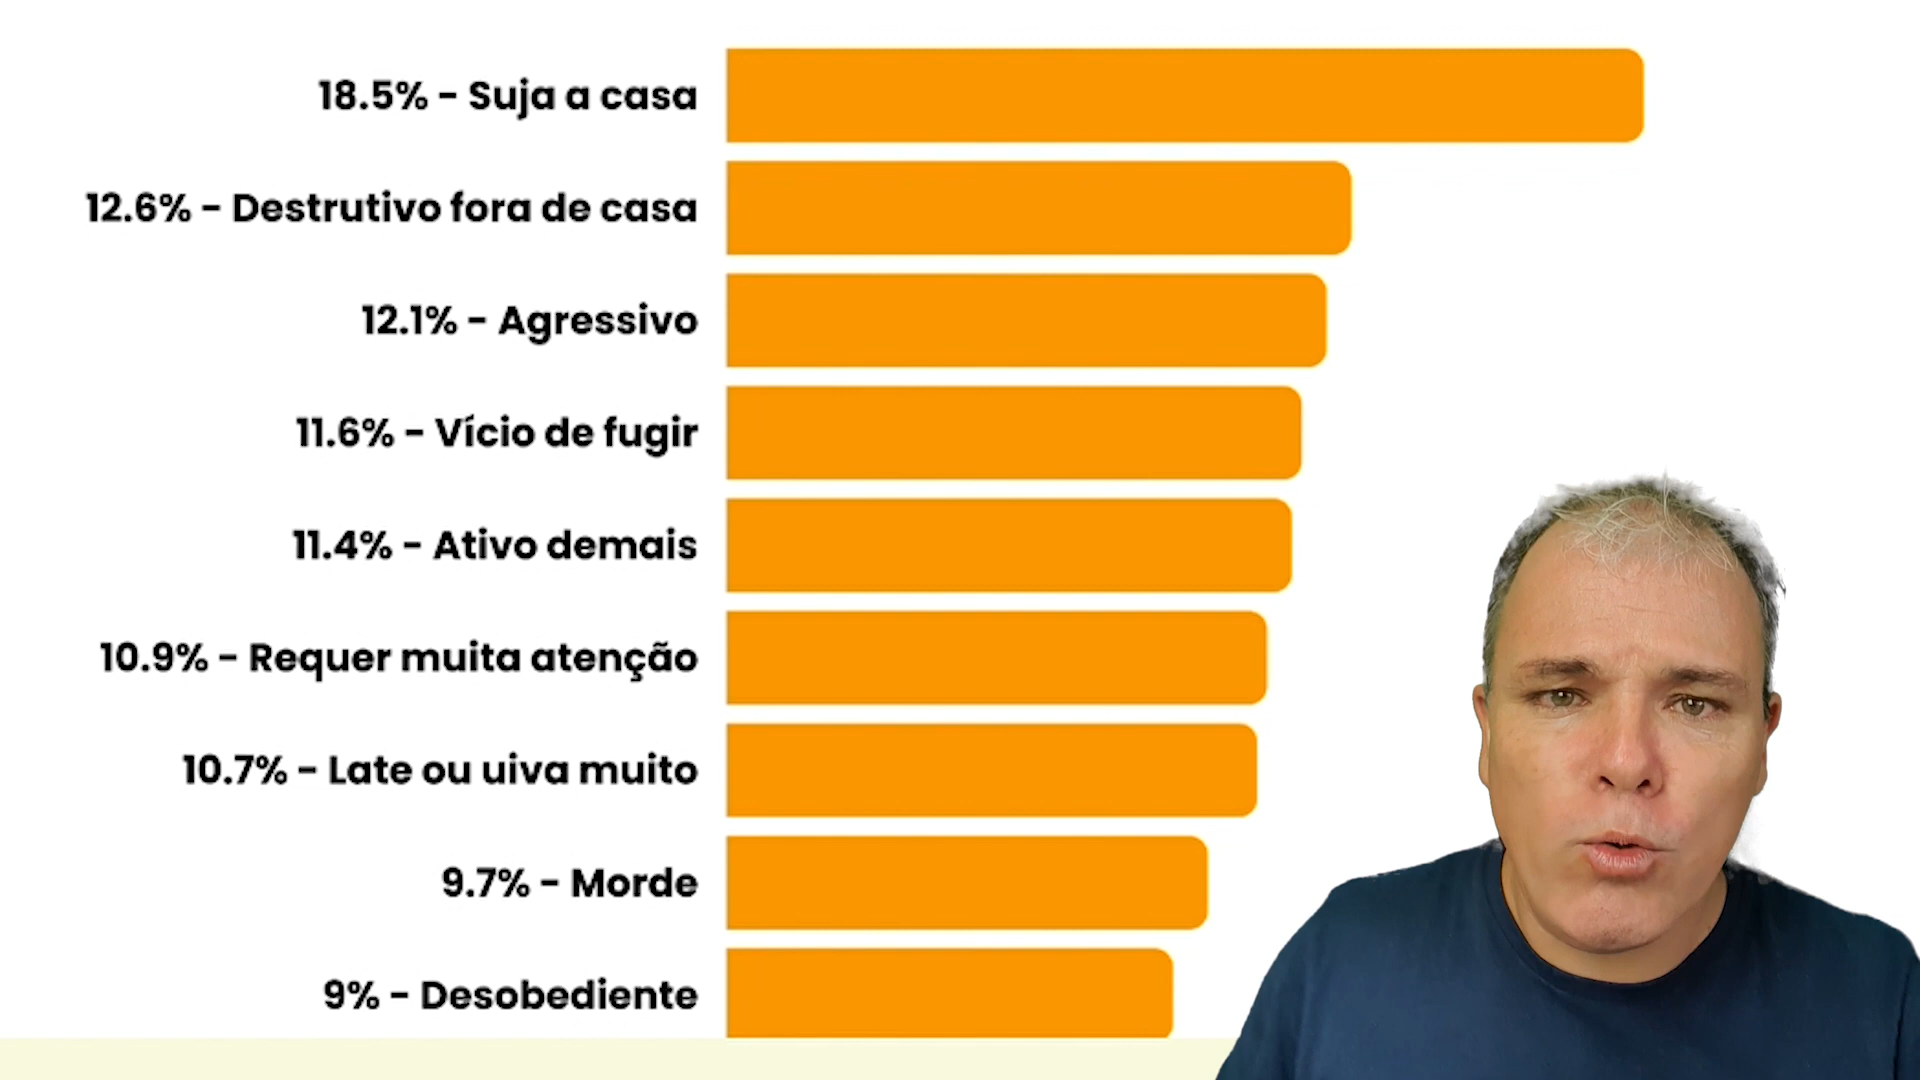 18.5% - Suja a casa
12.6% - Destrutivo fora de casa
12.1% - Agressivo
11.6% - Vício de fugir
11.4% - Ativo demais
10.9% - Requer muita atenção
10.7% - Late ou uiva muito
9.7% - Morde
9% - Desobediente